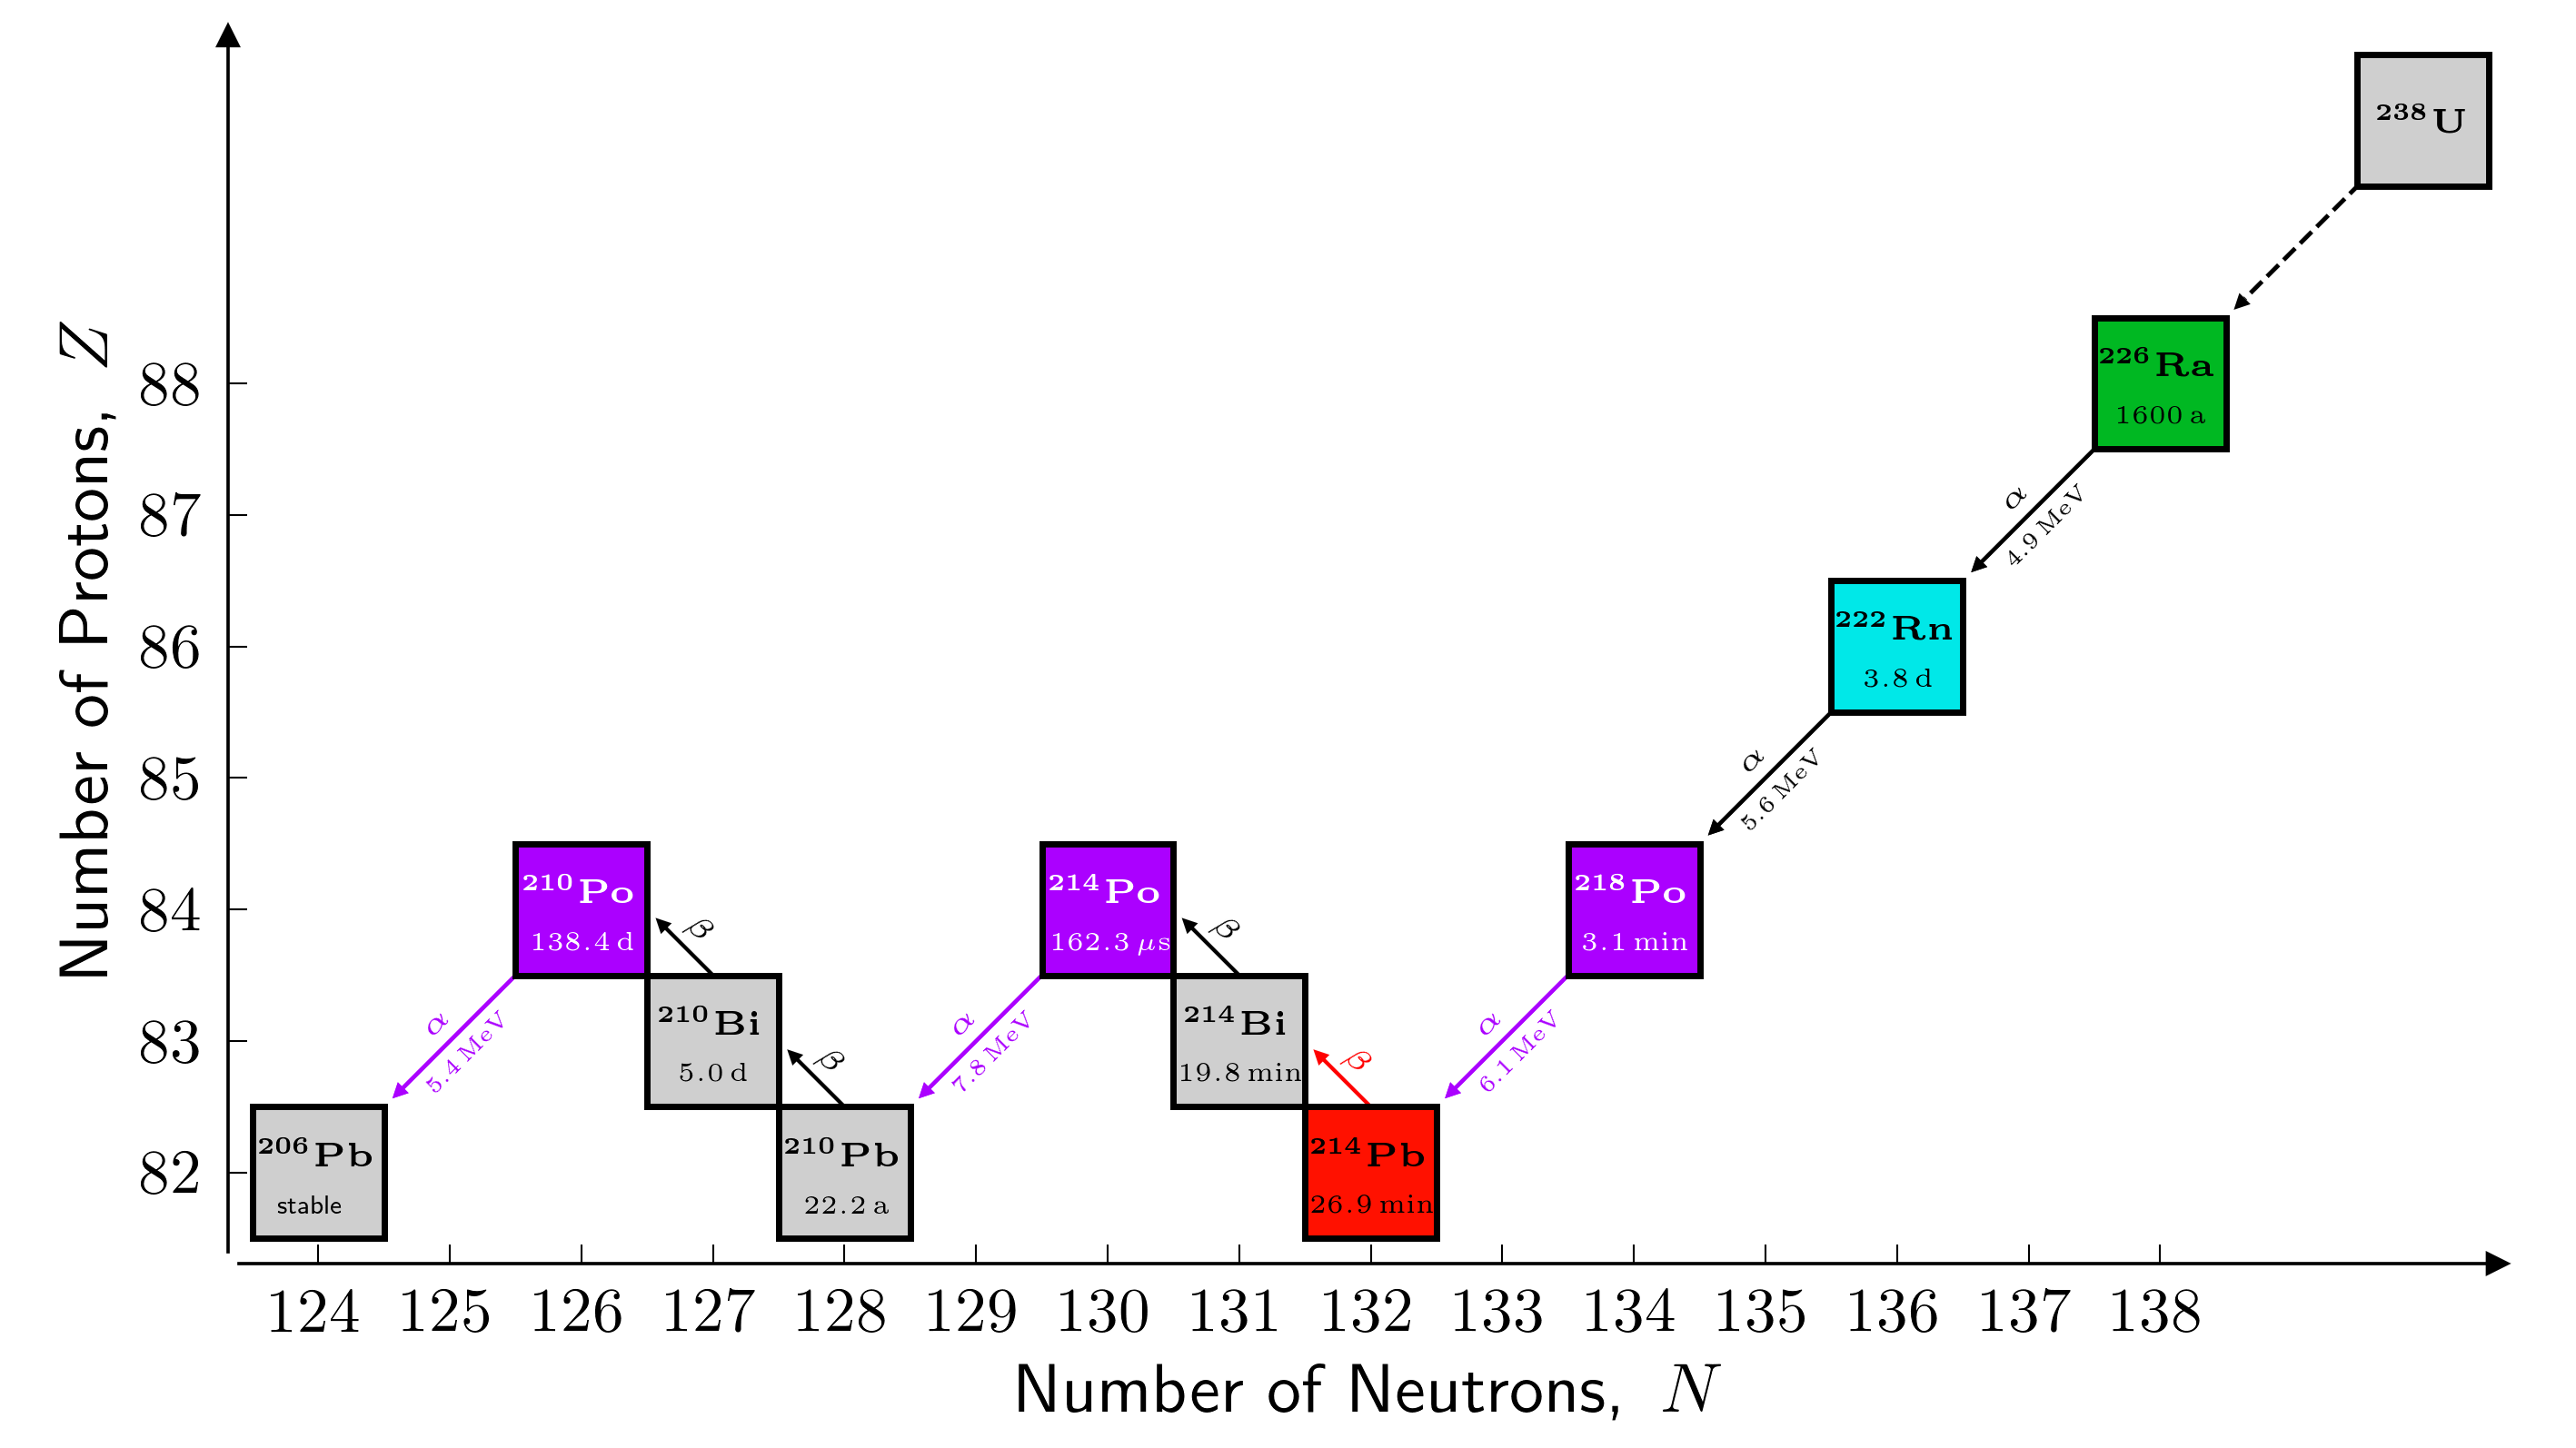 ²³⁸U
Number of Protons, Z
88
87
86
85
84
83
82
²²⁶Ra
1600 a
α
4.9 MeV
²²²Rn
3.8 d
α
5.6 MeV
²¹⁰Po
138.4 d
β
²¹⁴Po
162.3 μs
β
²¹⁸Po
3.1 min
α
5.4 MeV
²¹⁰Bi
5.0 d
β
α
7.8 MeV
²¹⁴Bi
19.8 min
β
α
6.1 MeV
²⁰⁶Pb
stable
²¹⁰Pb
22.2 a
²¹⁴Pb
26.9 min
124 125 126 127 128 129 130 131 132 133 134 135 136 137 138
Number of Neutrons, N